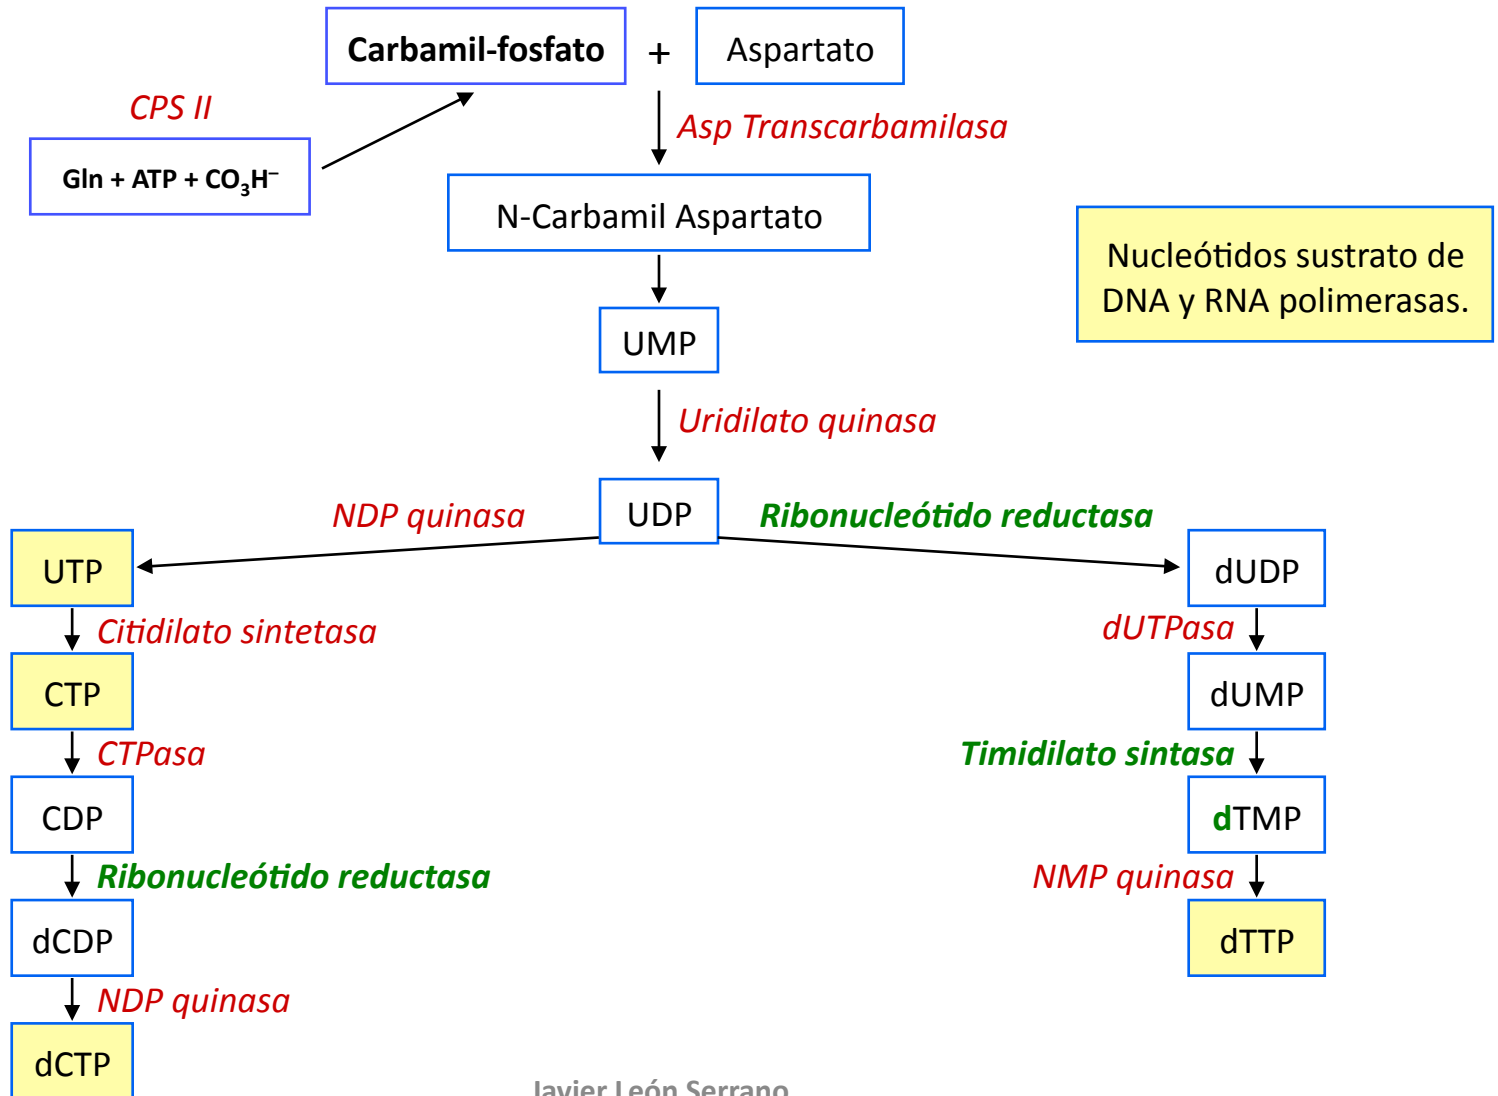 Carbamil-fosfato + Aspartato
CPS II
Asp Transcarbamilasa
Gln + ATP + CO₃H⁻
N-Carbamil Aspartato
Nucleótidos sustrato de
DNA y RNA polimerasas.
UMP
Uridilato quinasa
NDP quinasa
UDP
Ribonucleótido reductasa
UTP
dUDP
Citidilato sintetasa
dUTPasa
CTP
dUMP
CTPasa
Timidilato sintasa
CDP
dTMP
Ribonucleótido reductasa
NMP quinasa
dCDP
dTTP
NDP quinasa
dCTP
Javier León Serrano